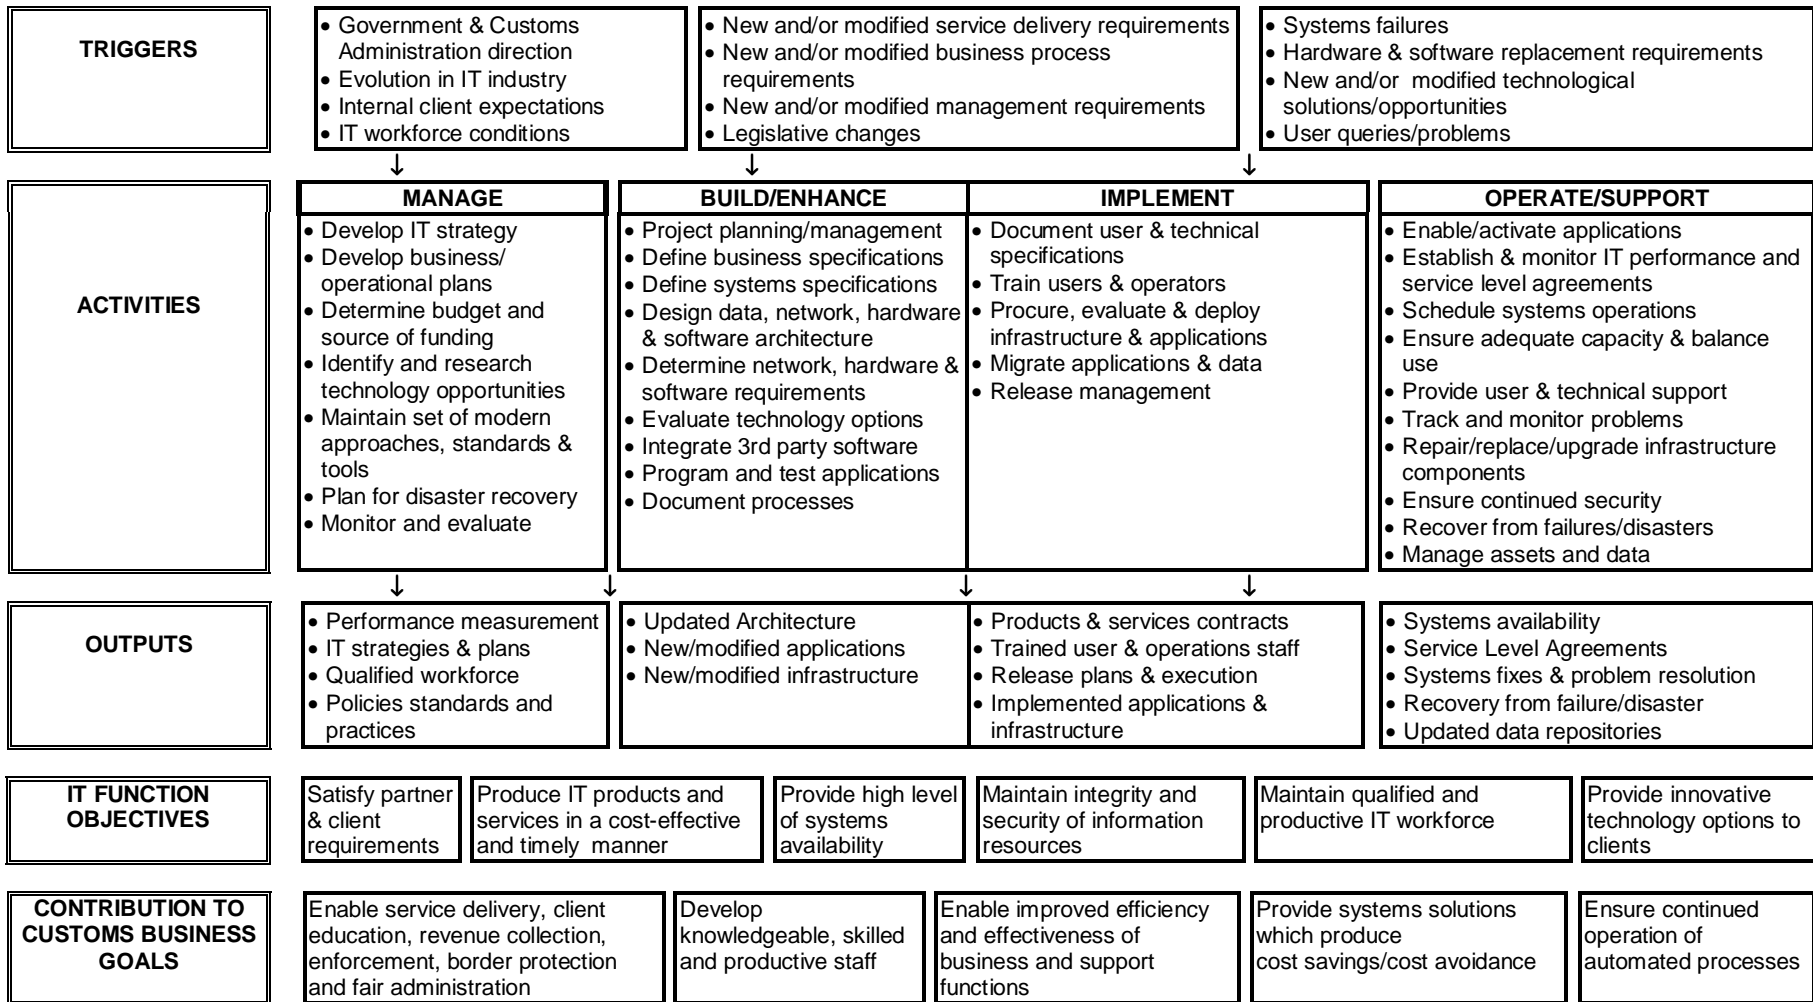 TRIGGERS
• Government & Customs
Administration direction
• Evolution in IT industry
• Internal client expectations
• IT workforce conditions
• New and/or modified service delivery requirements
• New and/or modified business process
requirements
• New and/or modified management requirements
• Legislative changes
• Systems failures
• Hardware & software replacement requirements
• New and/or modified technological
solutions/opportunities
• User queries/problems
ACTIVITIES
MANAGE
• Develop IT strategy
• Develop business/
operational plans
• Determine budget and
source of funding
• Identify and research
technology opportunities
• Maintain set of modern
approaches, standards &
tools
• Plan for disaster recovery
• Monitor and evaluate
BUILD/ENHANCE
• Project planning/management
• Define business specifications
• Define systems specifications
• Design data, network, hardware
& software architecture
• Determine network, hardware &
software requirements
• Evaluate technology options
• Integrate 3rd party software
• Program and test applications
• Document processes
IMPLEMENT
• Document user & technical
specifications
• Train users & operators
• Procure, evaluate & deploy
infrastructure & applications
• Migrate applications & data
• Release management
OPERATE/SUPPORT
• Enable/activate applications
• Establish & monitor IT performance and
service level agreements
• Schedule systems operations
• Ensure adequate capacity & balance
use
• Provide user & technical support
• Track and monitor problems
• Repair/replace/upgrade infrastructure
components
• Ensure continued security
• Recover from failures/disasters
• Manage assets and data
OUTPUTS
• Performance measurement
• IT strategies & plans
• Qualified workforce
• Policies standards and
practices
• Updated Architecture
• New/modified applications
• New/modified infrastructure
• Products & services contracts
• Trained user & operations staff
• Release plans & execution
• Implemented applications &
infrastructure
• Systems availability
• Service Level Agreements
• Systems fixes & problem resolution
• Recovery from failure/disaster
• Updated data repositories
IT FUNCTION
OBJECTIVES
Satisfy partner
& client
requirements
Produce IT products and
services in a cost-effective
and timely manner
Provide high level
of systems
availability
Maintain integrity and
security of information
resources
Maintain qualified and
productive IT workforce
Provide innovative
technology options to
clients
CONTRIBUTION TO
CUSTOMS BUSINESS
GOALS
Enable service delivery, client
education, revenue collection,
enforcement, border protection
and fair administration
Develop
knowledgeable, skilled
and productive staff
Enable improved efficiency
and effectiveness of
business and support
functions
Provide systems solutions
which produce
cost savings/cost avoidance
Ensure continued
operation of
automated processes